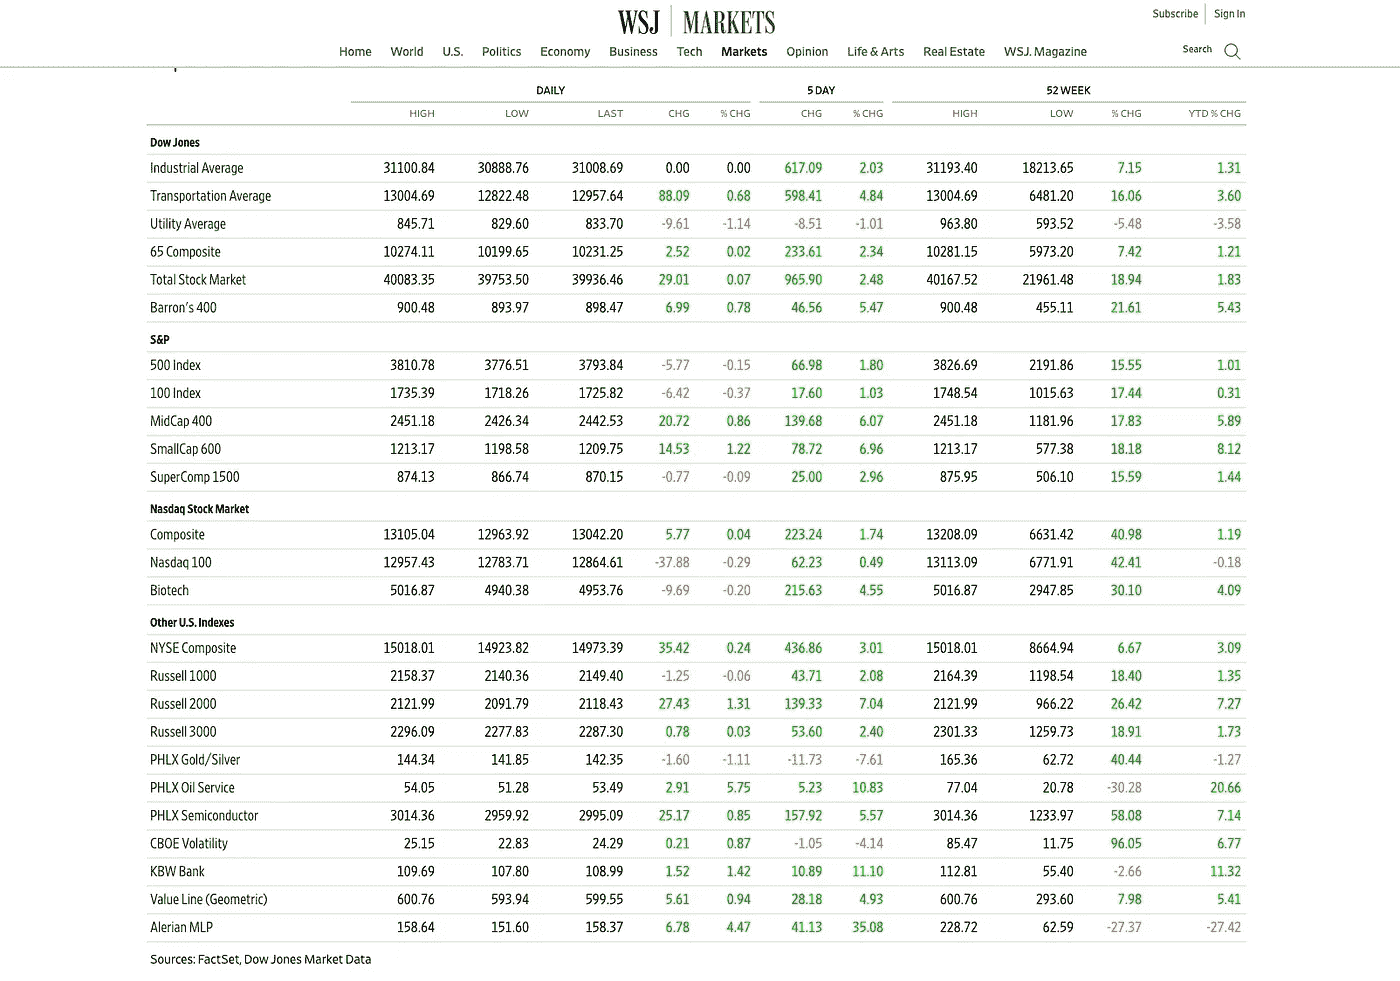 WSJ | MARKETS
Subscribe | Sign In
Home World U.S. Politics Economy Business Tech Markets Opinion Life & Arts Real Estate WSJ. Magazine Search
DAILY 5 DAY 52 WEEK
HIGH LOW LAST CHG % CHG CHG % CHG HIGH LOW % CHG YTD % CHG
Dow Jones
Industrial Average 31100.84 30888.76 31008.69 0.00 0.00 617.09 2.03 31193.40 18213.65 7.15 1.31
Transportation Average 13004.69 12822.48 12957.64 88.09 0.68 598.41 4.84 13004.69 6481.20 16.06 3.60
Utility Average 845.71 829.60 833.70 -9.61 -1.14 -8.51 -1.01 963.80 593.52 -5.48 -3.58
65 Composite 10274.11 10199.65 10231.25 2.52 0.02 233.61 2.34 10281.15 5973.20 7.42 1.21
Total Stock Market 40083.35 39753.50 39936.46 29.01 0.07 965.90 2.48 40167.52 21961.48 18.94 1.83
Barron's 400 900.48 893.97 898.47 6.99 0.78 46.56 5.47 900.48 455.11 21.61 5.43
S&P
500 Index 3810.78 3776.51 3793.84 -5.77 -0.15 66.98 1.80 3826.69 2191.86 15.55 1.01
100 Index 1735.39 1718.26 1725.82 -6.42 -0.37 17.60 1.03 1748.54 1015.63 17.44 0.31
MidCap 400 2451.18 2426.34 2442.53 20.72 0.86 139.68 6.07 2451.18 1181.96 17.83 5.89
SmallCap 600 1213.17 1198.58 1209.75 14.53 1.22 78.72 6.96 1213.17 577.38 18.18 8.12
SuperComp 1500 874.13 866.74 870.15 -0.77 -0.09 25.00 2.96 875.95 506.10 15.59 1.44
Nasdaq Stock Market
Composite 13105.04 12963.92 13042.20 5.77 0.04 223.24 1.74 13208.09 6631.42 40.98 1.19
Nasdaq 100 12957.43 12783.71 12864.61 -37.88 -0.29 62.23 0.49 13113.09 6771.91 42.41 -0.18
Biotech 5016.87 4940.38 4953.76 -9.69 -0.20 215.63 4.55 5016.87 2947.85 30.10 4.09
Other U.S. Indexes
NYSE Composite 15018.01 14923.82 14973.39 35.42 0.24 436.86 3.01 15018.01 8664.94 6.67 3.09
Russell 1000 2158.37 2140.36 2149.40 -1.25 -0.06 43.71 2.08 2164.39 1198.54 18.40 1.35
Russell 2000 2121.99 2091.79 2118.43 27.43 1.31 139.33 7.04 2121.99 966.22 26.42 7.27
Russell 3000 2296.09 2277.83 2287.30 0.78 0.03 53.60 2.40 2301.33 1259.73 18.91 1.73
PHLX Gold/Silver 144.34 141.85 142.35 -1.60 -1.11 -11.73 -7.61 165.36 62.72 40.44 -1.27
PHLX Oil Service 54.05 51.28 53.49 2.91 5.75 5.23 10.83 77.04 20.78 -30.28 20.66
PHLX Semiconductor 3014.36 2959.92 2995.09 25.17 0.85 157.92 5.57 3014.36 1233.97 58.08 7.14
CBOE Volatility 25.15 22.83 24.29 0.21 0.87 -1.05 -4.14 85.47 11.75 96.05 6.77
KBW Bank 109.69 107.80 108.99 1.52 1.42 10.89 11.10 112.81 55.40 -2.66 11.32
Value Line (Geometric) 600.76 593.94 599.55 5.61 0.94 28.18 4.93 600.76 293.60 7.98 5.41
Alerian MLP 158.64 151.60 158.37 6.78 4.47 41.13 35.08 228.72 62.59 -27.37 -27.42
Sources: FactSet, Dow Jones Market Data